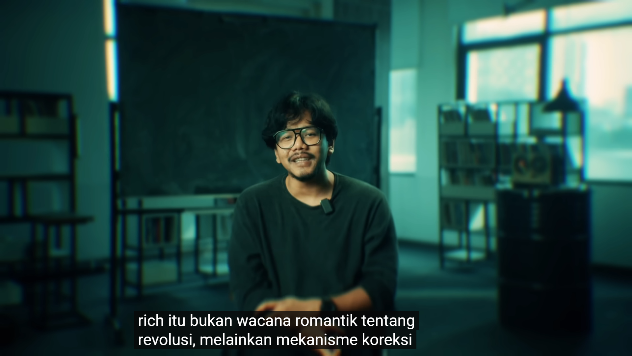 rich itu bukan wacana romantik tentang
revolusi, melainkan mekanisme koreksi